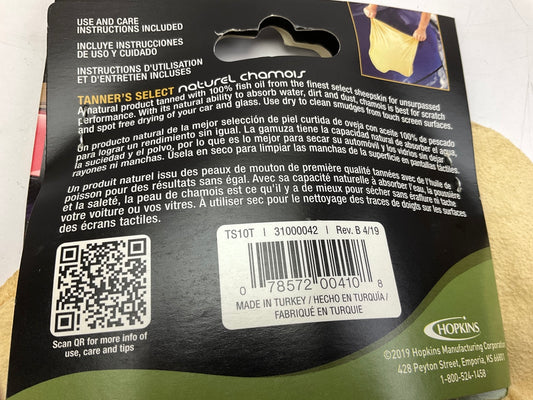 USE AND CARE
INSTRUCTIONS INCLUDED
INCLUYE INSTRUCCIONES
DE USO Y CUIDADO
INSTRUCTIONS D'UTILISATION
ET D'ENTRETIEN INCLUSES
TANNER'S SELECT naturel chamois
A natural product tanned with 100% fish oil from the finest select sheepskin for unsurpassed
performance. With its natural ability to absorb water, dirt and dust, chamois is best for scratch
and spot free drying of your car and glass. Use dry to clean smudges from touch screen surfaces.
Un producto natural de la mejor selección de piel curtida de oveja con aceite 100% de pescado
para lograr un rendimiento sin igual. La gamuza tiene la capacidad natural de absorber el agua,
la suciedad y el polvo, por lo que es lo mejor para secar su automóvil y los vidrios sin dejar
rayones ni manchas. Úsela en seco para limpiar las manchas de la superficie en pantallas táctiles.
Un produit naturel issu des peaux de mouton de première qualité tannées avec de l'huile de
poisson pour des résultats sans égal. Avec sa capacité naturelle à absorber l'eau, la poussière
et la saleté, la peau de chamois est ce qu'il y a de mieux pour sécher sans éraflure ni tache
votre voiture ou vos vitres. À utiliser sec pour le nettoyage des traces de doigts sur les surfaces
des écrans tactiles.
TS10T | 31000042 | Rev. B 4/19
0 78572 00410 8
MADE IN TURKEY / HECHO EN TURQUÍA /
FABRIQUÉ EN TURQUIE
Scan QR for more info of
use, care and tips
HOPKINS
©2019 Hopkins Manufacturing Corporation
428 Peyton Street, Emporia, KS 66801
1-800-524-1458